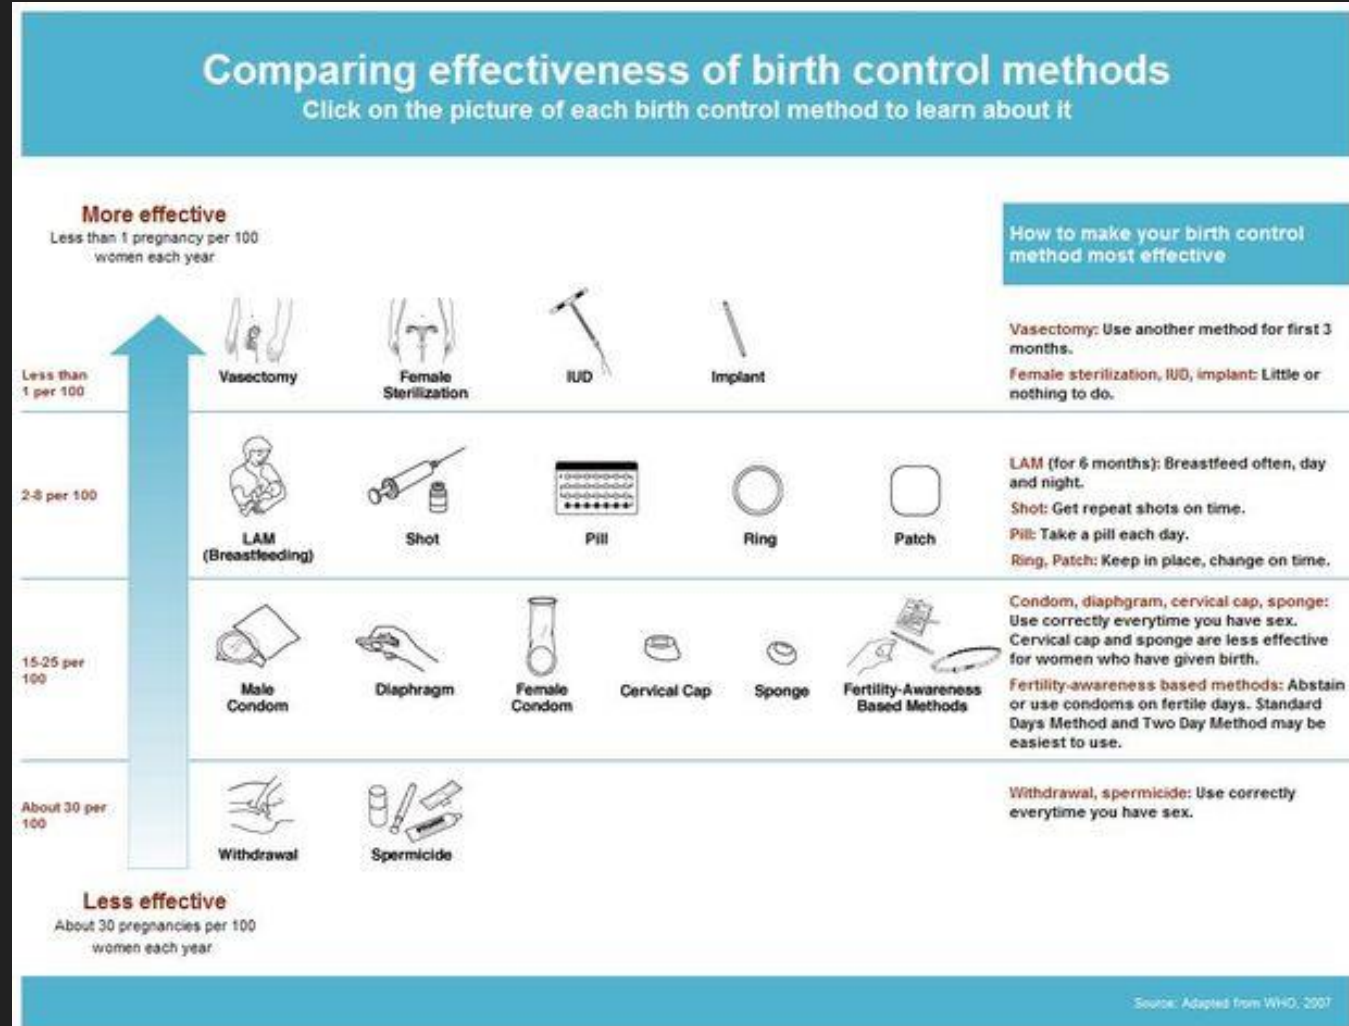 Comparing effectiveness of birth control methods
Click on the picture of each birth control method to learn about it
More effective
Less than 1 pregnancy per 100
women each year
How to make your birth control
method most effective
Less than
1 per 100
Vasectomy
Female
Sterilization
IUD
Implant
Vasectomy: Use another method for first 3
months.
Female sterilization, IUD, implant: Little or
nothing to do.
2-8 per 100
LAM
(Breastfeeding)
Shot
Pill
Ring
Patch
LAM (for 6 months): Breastfeed often, day
and night.
Shot: Get repeat shots on time.
Pill: Take a pill each day.
Ring, Patch: Keep in place, change on time.
15-25 per
100
Male
Condom
Diaphragm
Female
Condom
Cervical Cap
Sponge
Fertility-Awareness
Based Methods
Condom, diaphgram, cervical cap, sponge:
Use correctly everytime you have sex.
Cervical cap and sponge are less effective
for women who have given birth.
Fertility-awareness based methods: Abstain
or use condoms on fertile days. Standard
Days Method and Two Day Method may be
easiest to use.
About 30 per
100
Withdrawal
Spermicide
Withdrawal, spermicide: Use correctly
everytime you have sex.
Less effective
About 30 pregnancies per 100
women each year
Source: Adapted from WHO, 2007